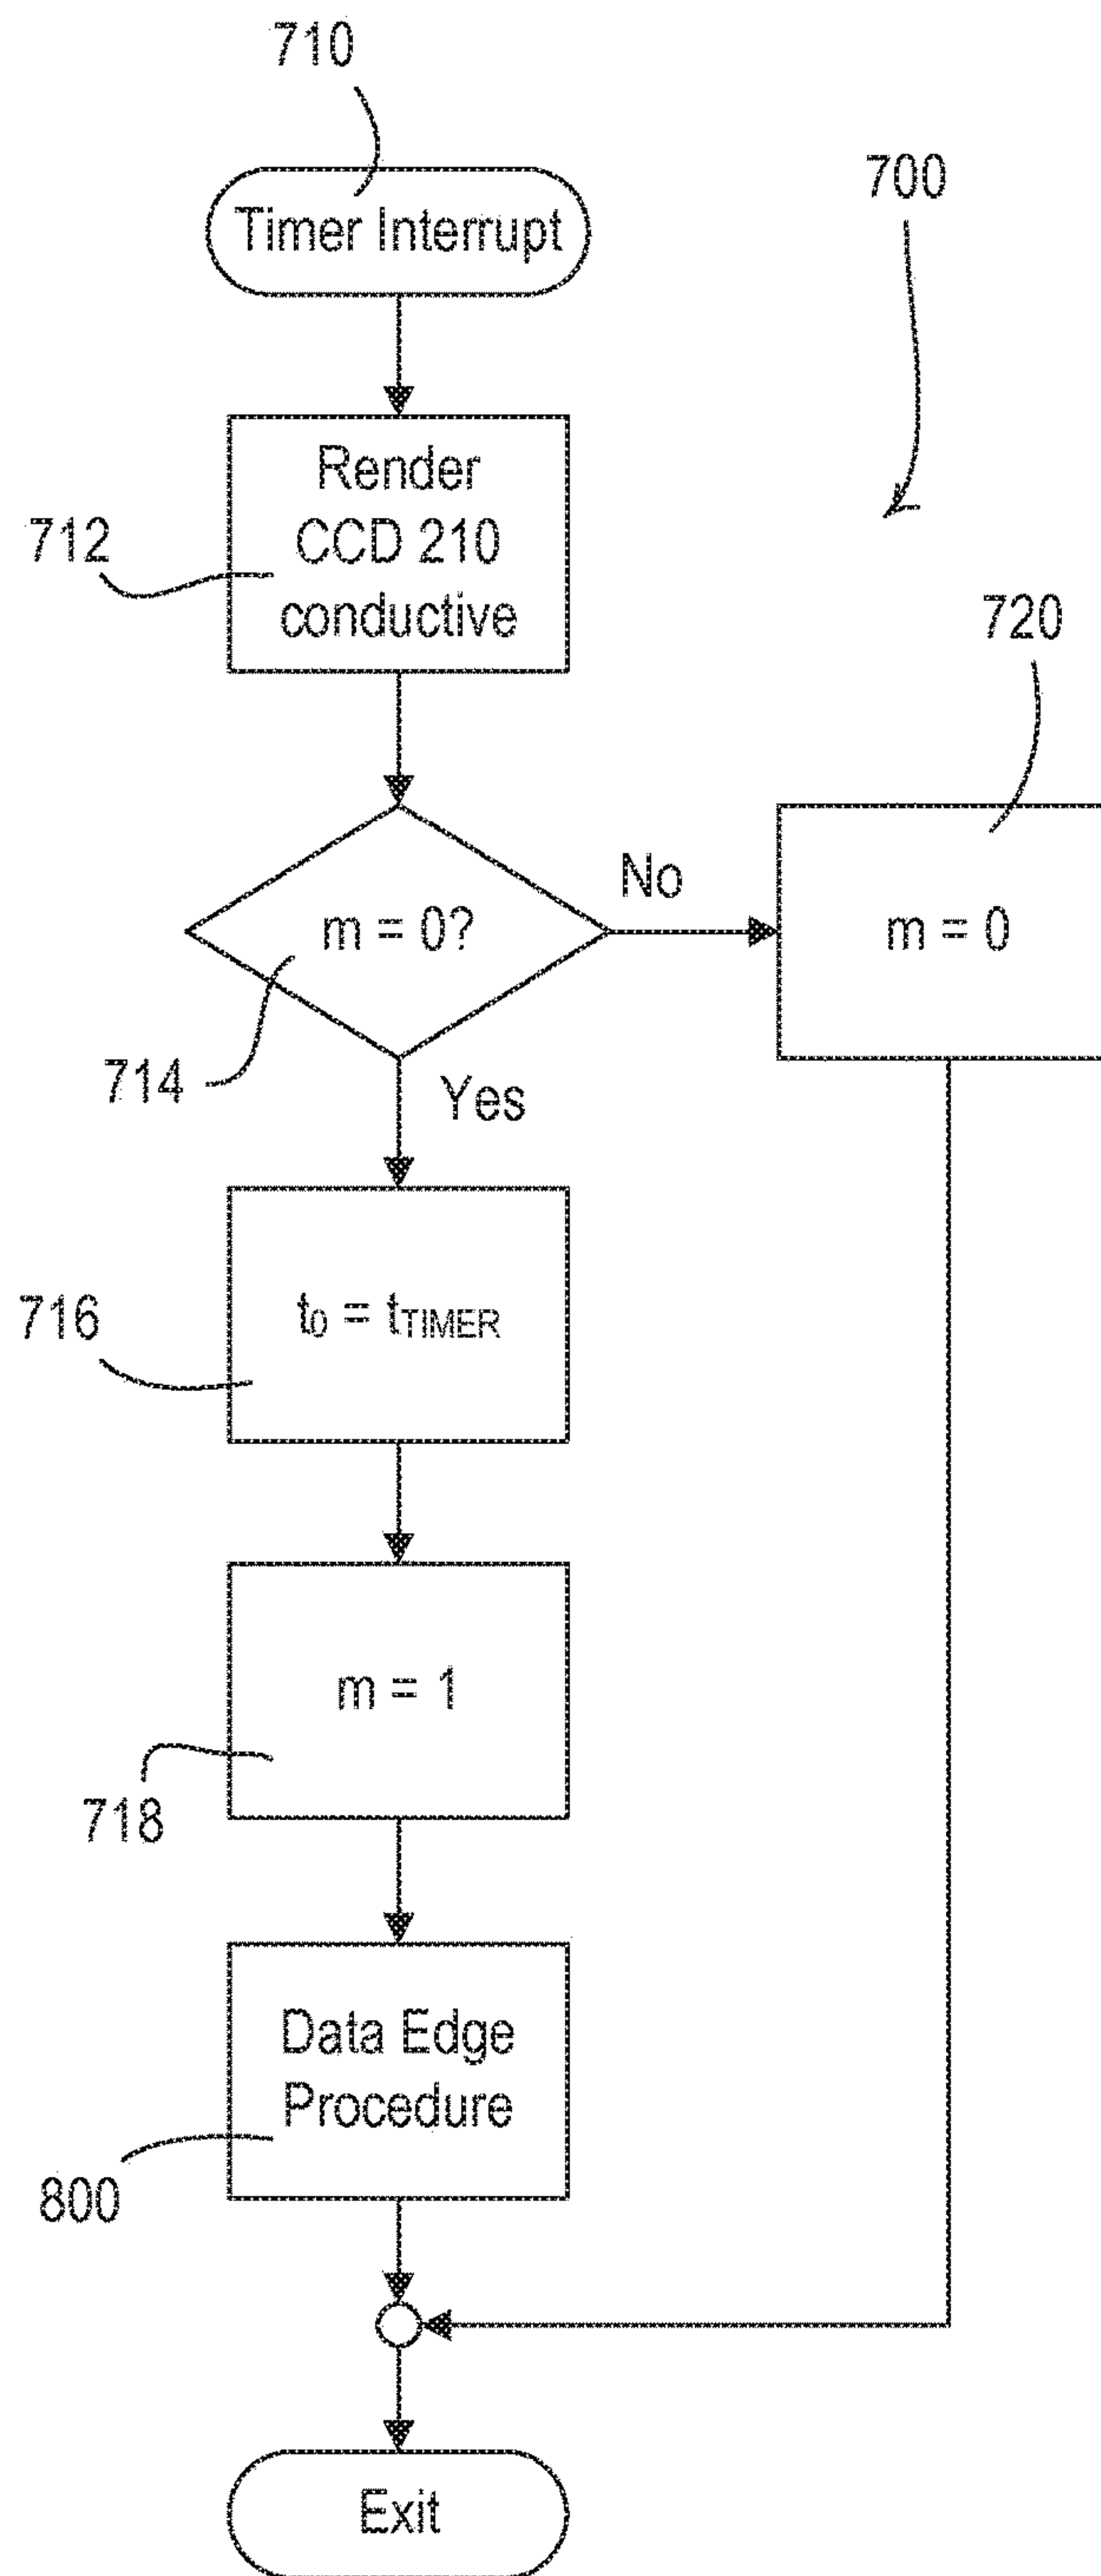 710
Timer Interrupt
700
Render
CCD 210
conductive
712
720
m = 0?
No
m = 0
714
Yes
t0 = tTIMER
716
m = 1
718
Data Edge
Procedure
800
Exit